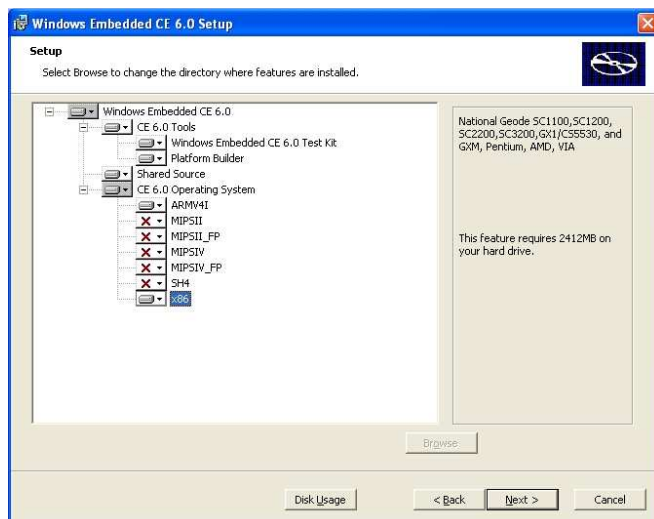 Windows Embedded CE 6.0 Setup
Setup
Select Browse to change the directory where features are installed.
Windows Embedded CE 6.0
CE 6.0 Tools
Windows Embedded CE 6.0 Test Kit
Platform Builder
Shared Source
CE 6.0 Operating System
ARMV4I
MIPSII
MIPSII_FP
MIPSIV
MIPSIV_FP
SH4
x86
National Geode SC1100,SC1200,
SC2200,SC3200,GX1/CS5530, and
GXM, Pentium, AMD, VIA
This feature requires 2412MB on
your hard drive.
Browse
Disk Usage
< Back
Next >
Cancel